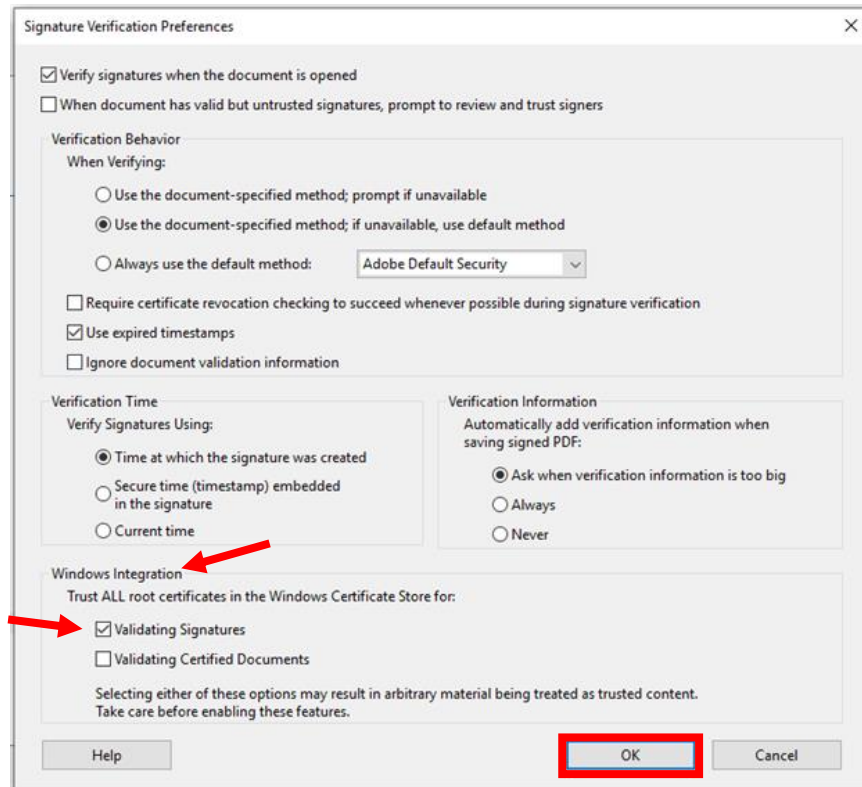 Signature Verification Preferences
Verify signatures when the document is opened
When document has valid but untrusted signatures, prompt to review and trust signers
Verification Behavior
When Verifying:
Use the document-specified method; prompt if unavailable
Use the document-specified method; if unavailable, use default method
Always use the default method:
Adobe Default Security
Require certificate revocation checking to succeed whenever possible during signature verification
Use expired timestamps
Ignore document validation information
Verification Time
Verify Signatures Using:
Time at which the signature was created
Secure time (timestamp) embedded
in the signature
Current time
Verification Information
Automatically add verification information when
saving signed PDF:
Ask when verification information is too big
Always
Never
Windows Integration
Trust ALL root certificates in the Windows Certificate Store for:
Validating Signatures
Validating Certified Documents
Selecting either of these options may result in arbitrary material being treated as trusted content.
Take care before enabling these features.
Help
OK
Cancel